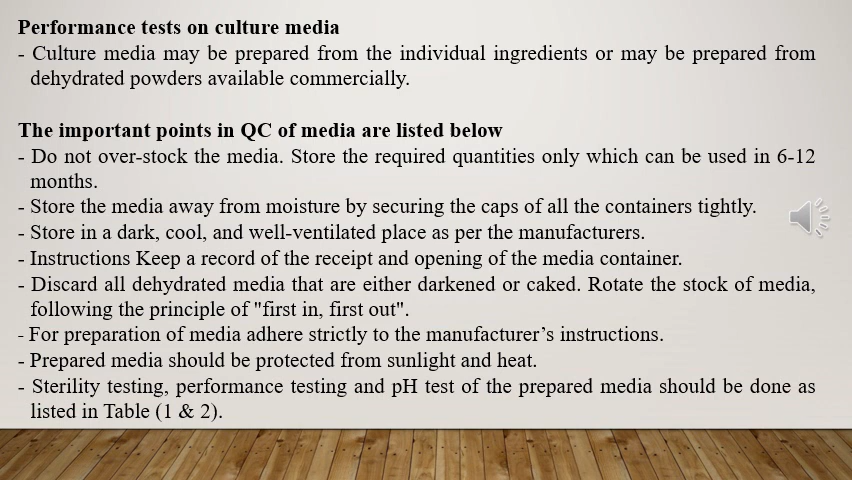 Performance tests on culture media
- Culture media may be prepared from the individual ingredients or may be prepared from
dehydrated powders available commercially.
The important points in QC of media are listed below
- Do not over-stock the media. Store the required quantities only which can be used in 6-12
months.
- Store the media away from moisture by securing the caps of all the containers tightly.
- Store in a dark, cool, and well-ventilated place as per the manufacturers.
- Instructions Keep a record of the receipt and opening of the media container.
- Discard all dehydrated media that are either darkened or caked. Rotate the stock of media,
following the principle of "first in, first out".
- For preparation of media adhere strictly to the manufacturer’s instructions.
- Prepared media should be protected from sunlight and heat.
- Sterility testing, performance testing and pH test of the prepared media should be done as
listed in Table (1 & 2).